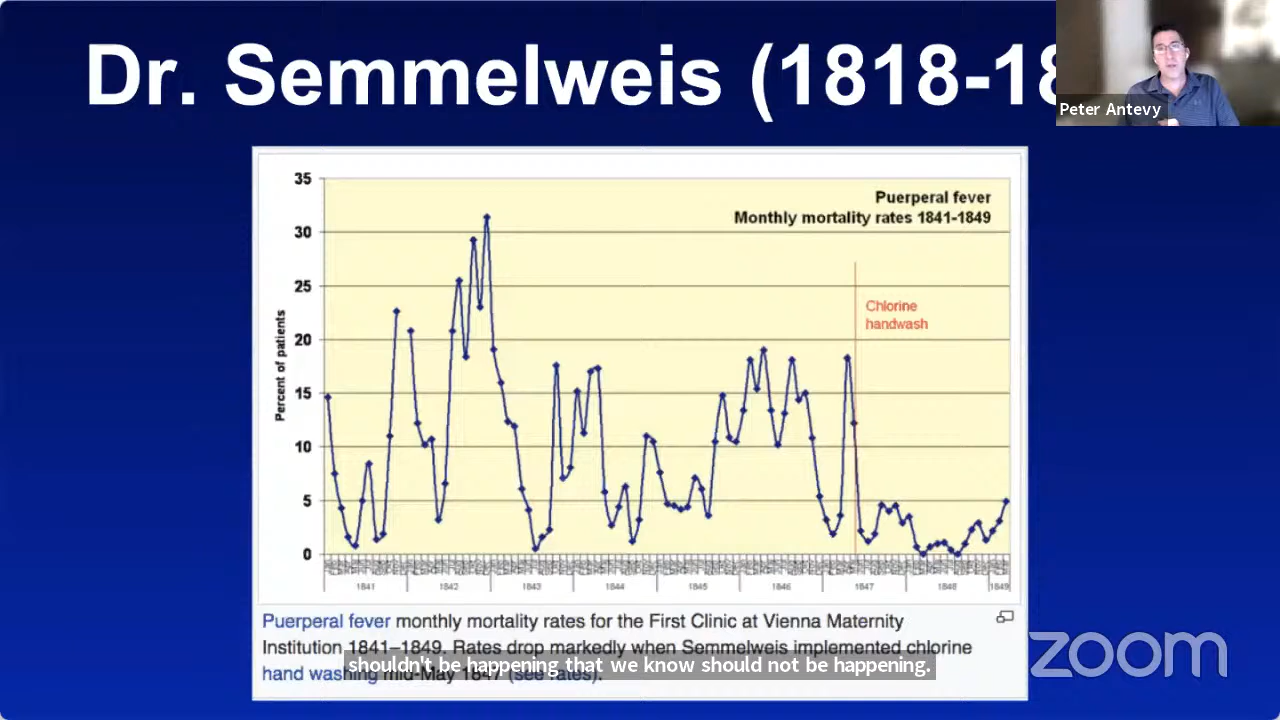 Dr. Semmelweis (1818-18
Peter Antevy
35
30
25
20
15
10
5
0
Percent of patients
Puerperal fever
Monthly mortality rates 1841-1849
Chlorine
handwash
1841
1842
1843
1844
1845
1846
1847
1848
1849
Puerperal fever monthly mortality rates for the First Clinic at Vienna Maternity
Institution 1841–1849. Rates drop markedly when Semmelweis implemented chlorine
hand washing mid-May 1847 (see rates).
shouldn't be happening that we know should not be happening.
zoom